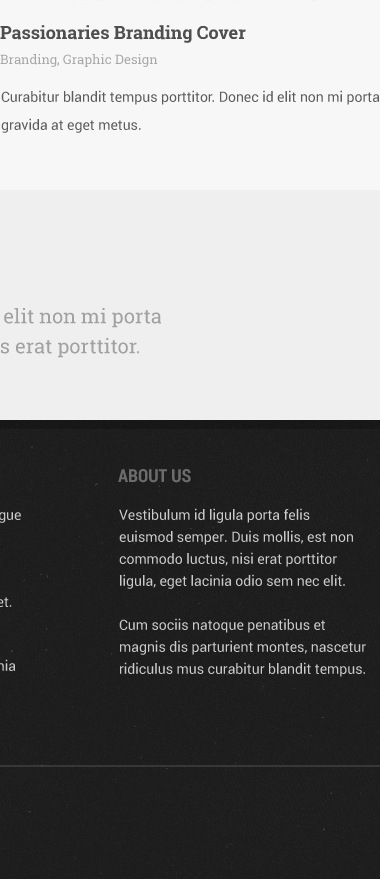 Passionaries Branding Cover
Branding, Graphic Design
Curabitur blandit tempus porttitor. Donec id elit non mi porta
gravida at eget metus.
elit non mi porta
s erat porttitor.
ABOUT US
gue
Vestibulum id ligula porta felis
euismod semper. Duis mollis, est non
commodo luctus, nisi erat porttitor
ligula, eget lacinia odio sem nec elit.
et.
Cum sociis natoque penatibus et
magnis dis parturient montes, nascetur
nia
ridiculus mus curabitur blandit tempus.